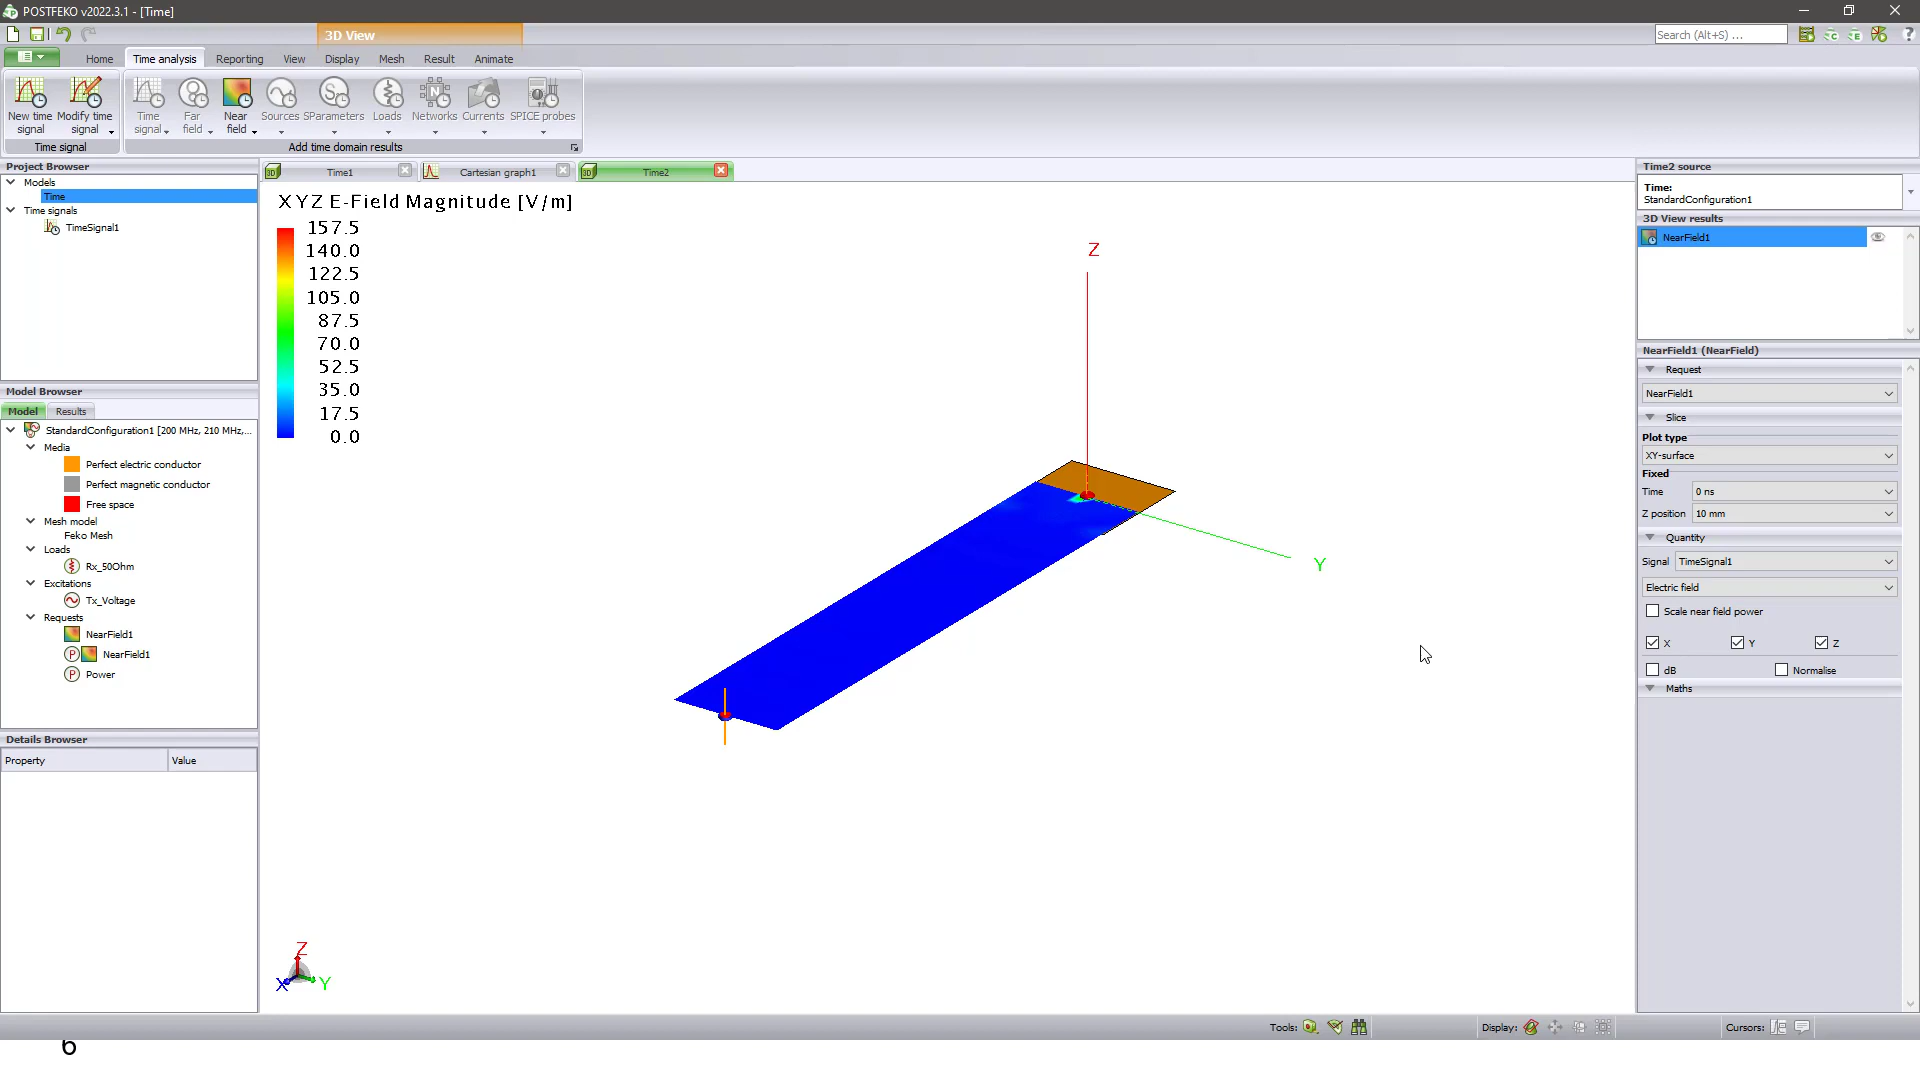 POSTFEKO v2022.3.1 - [Time]
3D View
Search (Alt+S) ...
Home Time analysis Reporting View Display Mesh Result Animate
New time signal Modify time signal Time signal Far field Near field Sources SParameters Loads Networks Currents SPICE probes
Time signal Add time domain results
Project Browser
Models
Time
Time signals
TimeSignal1
Model Browser
Model Results
StandardConfiguration1 [200 MHz, 210 MHz,...
Media
Perfect electric conductor
Perfect magnetic conductor
Free space
Mesh model
Feko Mesh
Loads
Rx_50Ohm
Excitations
Tx_Voltage
Requests
NearField1
P NearField1
P Power
Details Browser
Property Value
3D Time1 Cartesian graph1 3D Time2
XYZ E-Field Magnitude [V/m]
157.5
140.0
122.5
105.0
87.5
70.0
52.5
35.0
17.5
0.0
Z
Y
Z
X Y
Time2 source
Time:
StandardConfiguration1
3D View results
NearField1
NearField1 (NearField)
Request
NearField1
Slice
Plot type
XY-surface
Fixed
Time 0 ns
Z position 10 mm
Quantity
Signal TimeSignal1
Electric field
Scale near field power
X Y Z
dB Normalise
Maths
Tools: Display: Cursors:
6